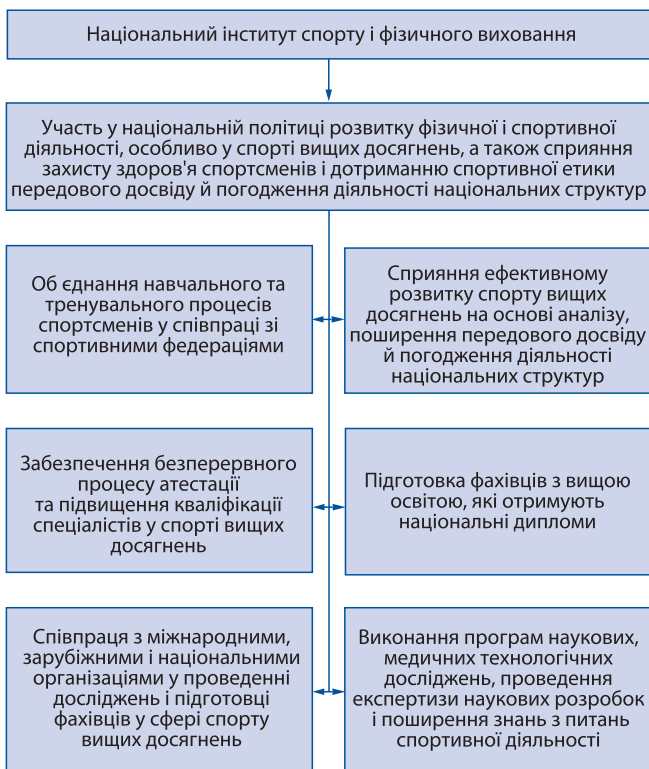 Національний інститут спорту і фізичного виховання
Участь у національній політиці розвитку фізичної і спортивної
діяльності, особливо у спорті вищих досягнень, а також сприяння
захисту здоров'я спортсменів і дотриманню спортивної етики
передового досвіду й погодження діяльності національних структур
Об єднання навчального та
тренувального процесів
спортсменів у співпраці зі
спортивними федераціями
Сприяння ефективному
розвитку спорту вищих
досягнень на основі аналізу,
поширення передового досвіду
й погодження діяльності
національних структур
Забезпечення безперервного
процесу атестації
та підвищення кваліфікації
спеціалістів у спорті вищих
досягнень
Підготовка фахівців з вищою
освітою, які отримують
національні дипломи
Співпраця з міжнародними,
зарубіжними і національними
організаціями у проведенні
досліджень і підготовці
фахівців у сфері спорту
вищих досягнень
Виконання програм наукових,
медичних технологічних
досліджень, проведення
експертизи наукових розробок
і поширення знань з питань
спортивної діяльності